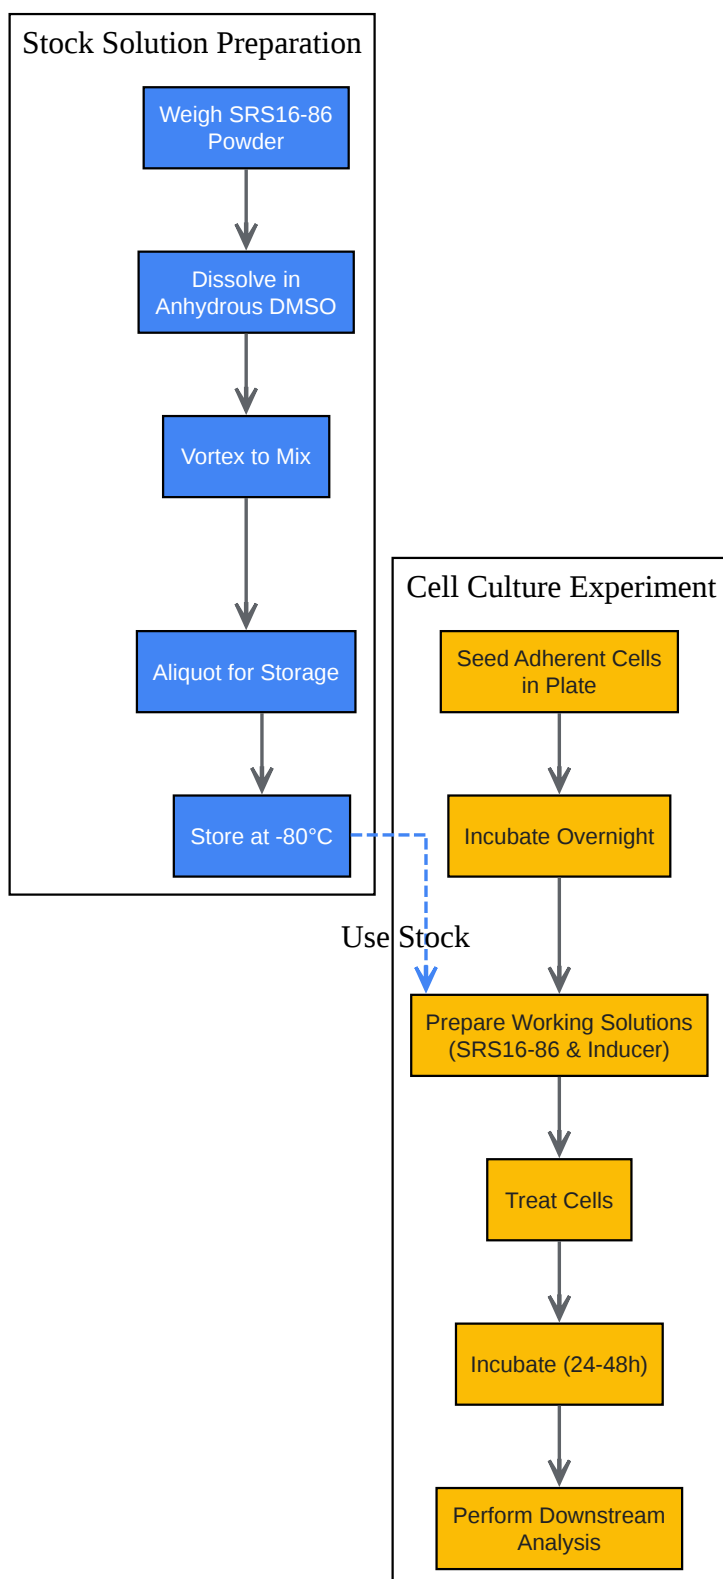 Stock Solution Preparation
Weigh SRS16-86
Powder
Dissolve in
Anhydrous DMSO
Vortex to Mix
Aliquot for Storage
Store at -80°C
Use Stock
Cell Culture Experiment
Seed Adherent Cells
in Plate
Incubate Overnight
Prepare Working Solutions
(SRS16-86 & Inducer)
Treat Cells
Incubate (24-48h)
Perform Downstream
Analysis